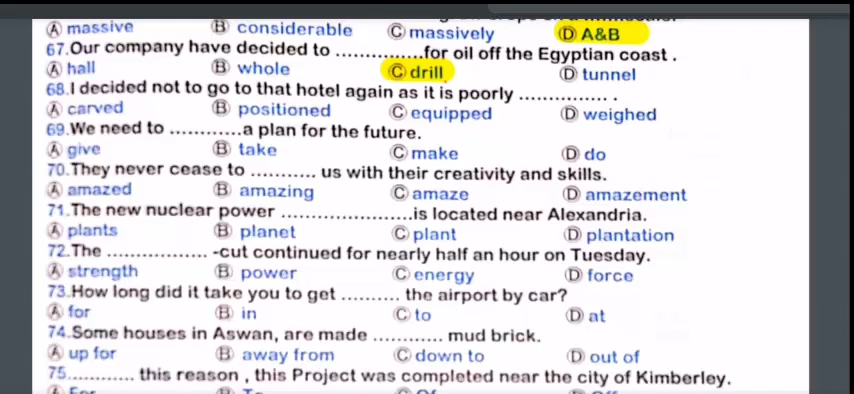 Ⓐ massive Ⓑ considerable Ⓒ massively Ⓓ A&B
67.Our company have decided to ..............for oil off the Egyptian coast .
Ⓐ hall Ⓑ whole Ⓒ drill Ⓓ tunnel
68.I decided not to go to that hotel again as it is poorly .............. .
Ⓐ carved Ⓑ positioned Ⓒ equipped Ⓓ weighed
69.We need to ............a plan for the future.
Ⓐ give Ⓑ take Ⓒ make Ⓓ do
70.They never cease to ........... us with their creativity and skills.
Ⓐ amazed Ⓑ amazing Ⓒ amaze Ⓓ amazement
71.The new nuclear power ......................is located near Alexandria.
Ⓐ plants Ⓑ planet Ⓒ plant Ⓓ plantation
72.The ................. -cut continued for nearly half an hour on Tuesday.
Ⓐ strength Ⓑ power Ⓒ energy Ⓓ force
73.How long did it take you to get .......... the airport by car?
Ⓐ for Ⓑ in Ⓒ to Ⓓ at
74.Some houses in Aswan, are made ............ mud brick.
Ⓐ up for Ⓑ away from Ⓒ down to Ⓓ out of
75............. this reason , this Project was completed near the city of Kimberley.